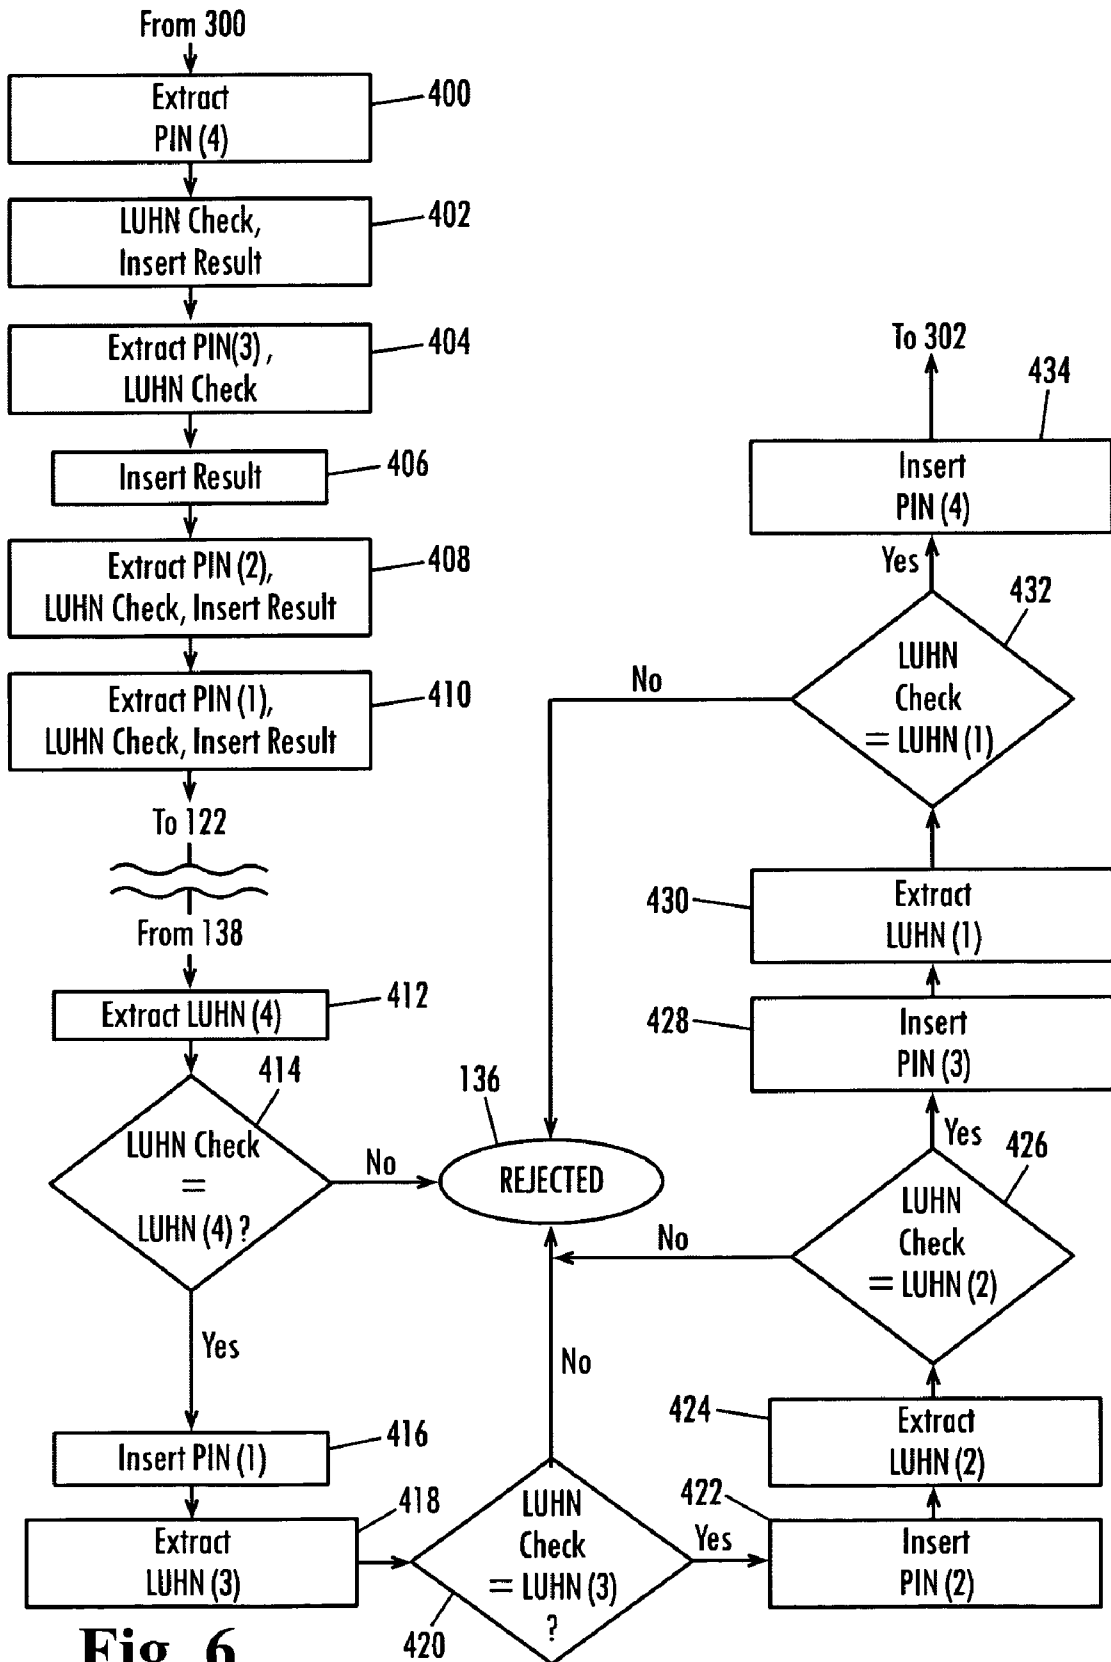 From 300
Extract
PIN (4)
400
LUHN Check,
Insert Result
402
Extract PIN(3) ,
LUHN Check
404
Insert Result
406
Extract PIN (2),
LUHN Check, Insert Result
408
Extract PIN (1),
LUHN Check, Insert Result
410
To 122
From 138
Extract LUHN (4)
412
414
LUHN Check
=
LUHN (4) ?
No
136
REJECTED
Yes
Insert PIN (1)
416
Extract
LUHN (3)
418
LUHN
Check
= LUHN (3)
?
420
No
Yes
422
Insert
PIN (2)
424
Extract
LUHN (2)
426
LUHN
Check
= LUHN (2)
No
Yes
428
Insert
PIN (3)
430
Extract
LUHN (1)
432
LUHN
Check
= LUHN (1)
No
Yes
434
Insert
PIN (4)
To 302
Fig. 6